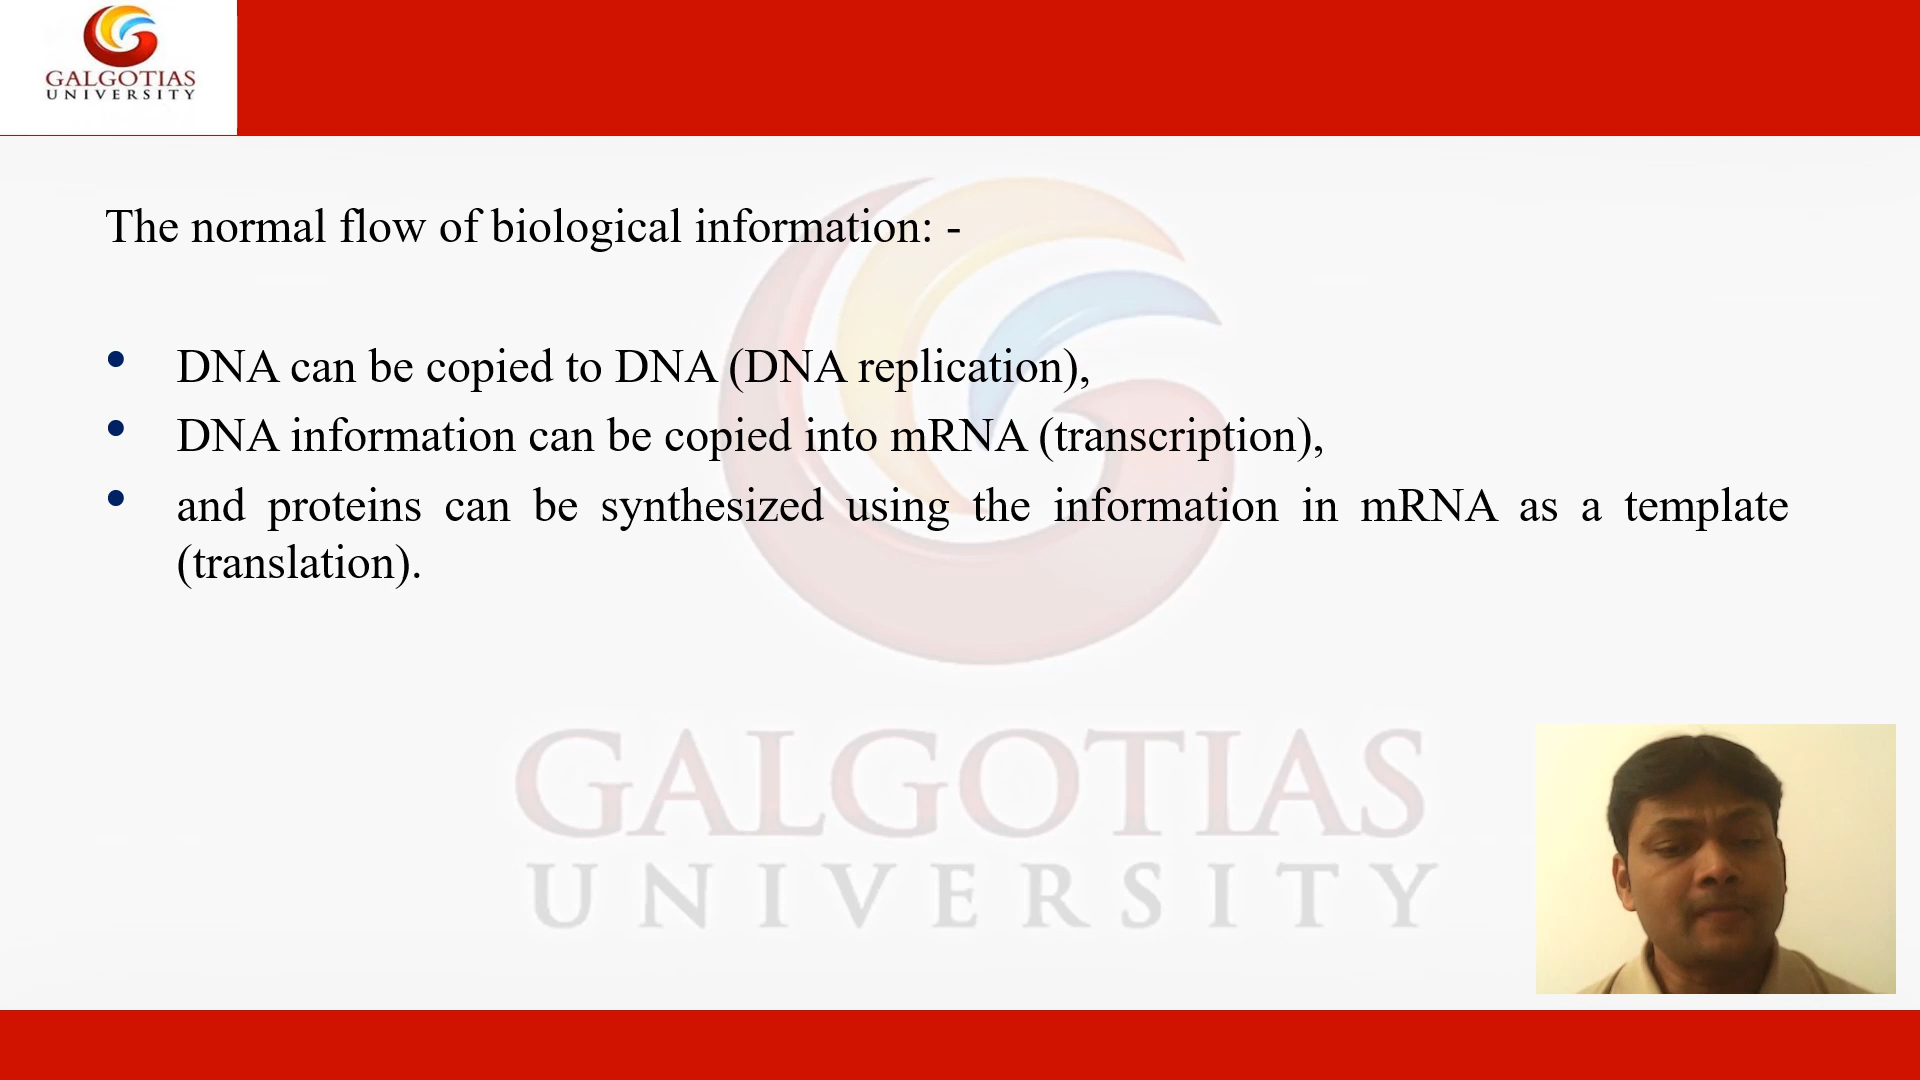 GALGOTIAS
UNIVERSITY
The normal flow of biological information: -
• DNA can be copied to DNA (DNA replication),
• DNA information can be copied into mRNA (transcription),
• and proteins can be synthesized using the information in mRNA as a template
(translation).
GALGOTIAS
UNIVERSITY